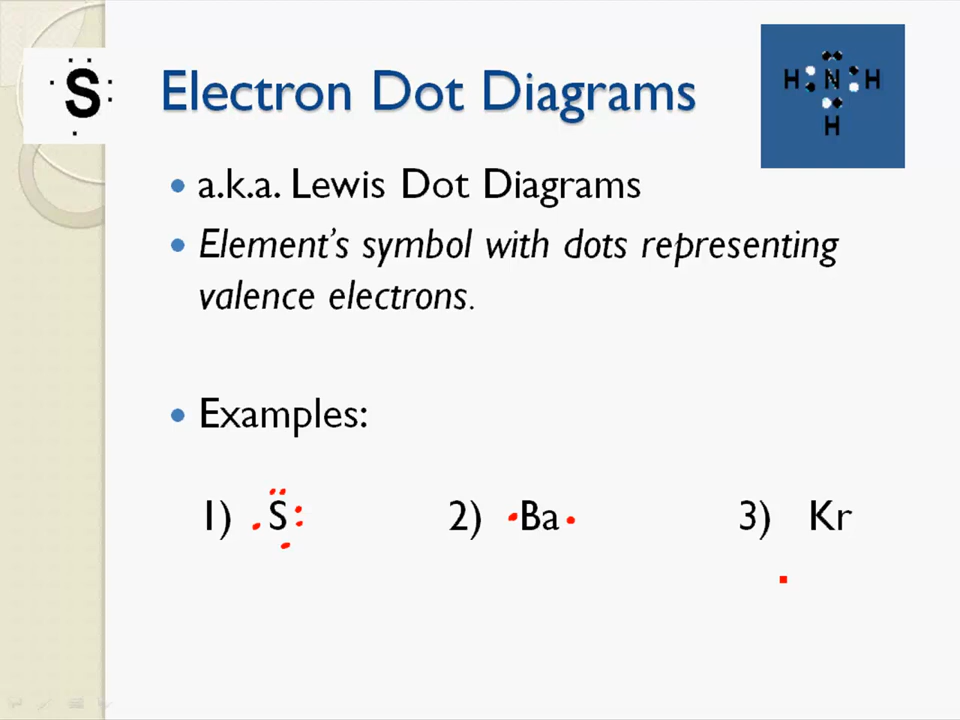 S
Electron Dot Diagrams
H N H
H
a.k.a. Lewis Dot Diagrams
Element's symbol with dots representing
valence electrons.
Examples:
1) S 2) Ba 3) Kr